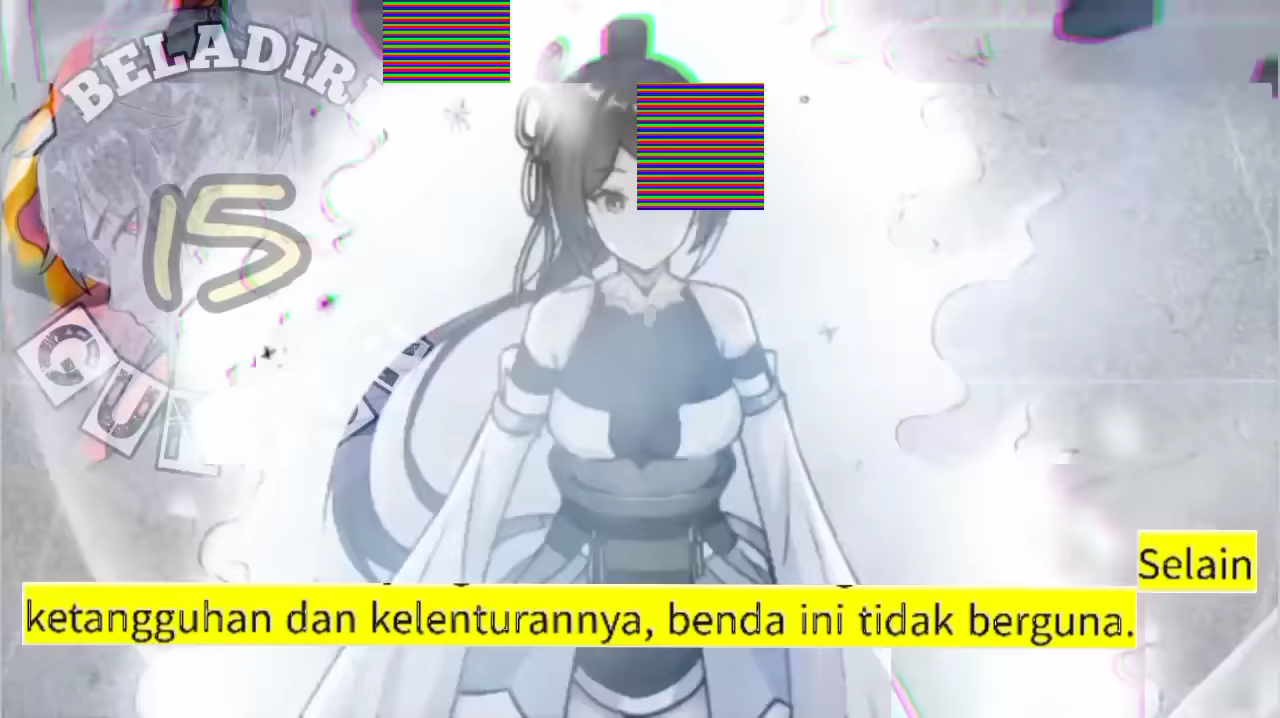 BELADIRI
15
Selain
ketangguhan dan kelenturannya, benda ini tidak berguna.